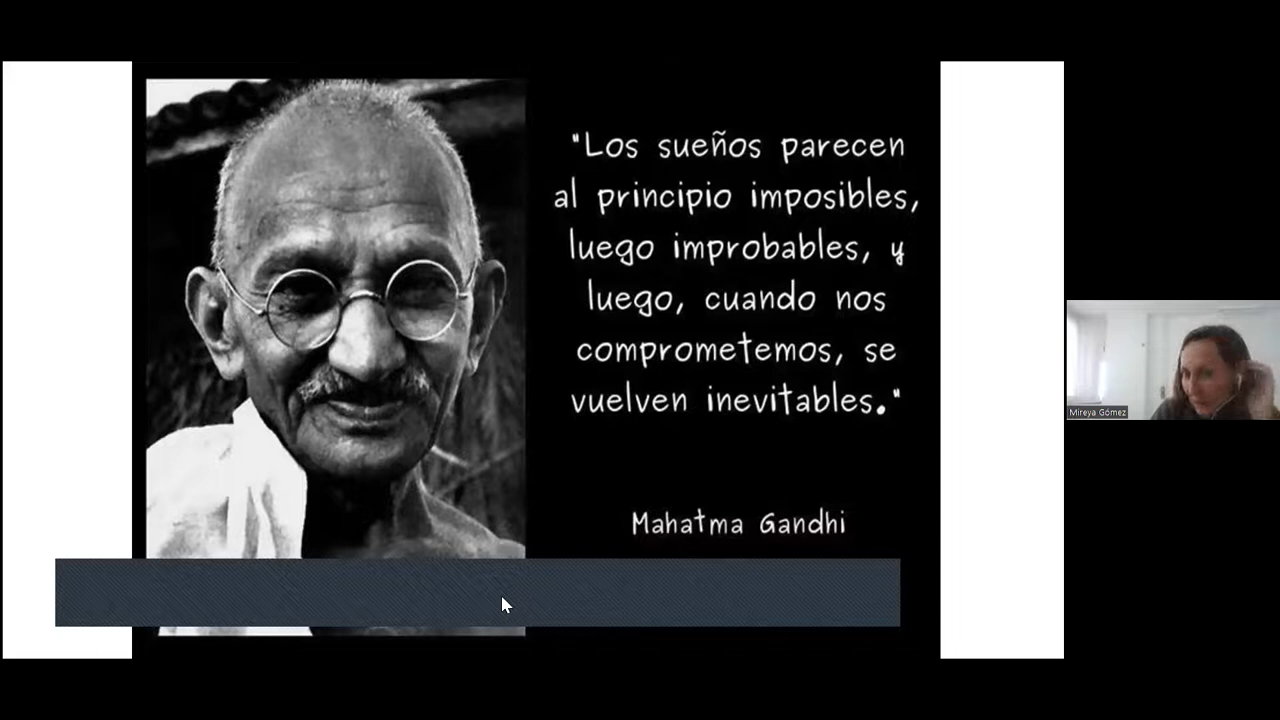 "Los sueños parecen
al principio imposibles,
luego improbables, y
luego, cuando nos
comprometemos, se
vuelven inevitables."
Mahatma Gandhi
Mireya Gómez